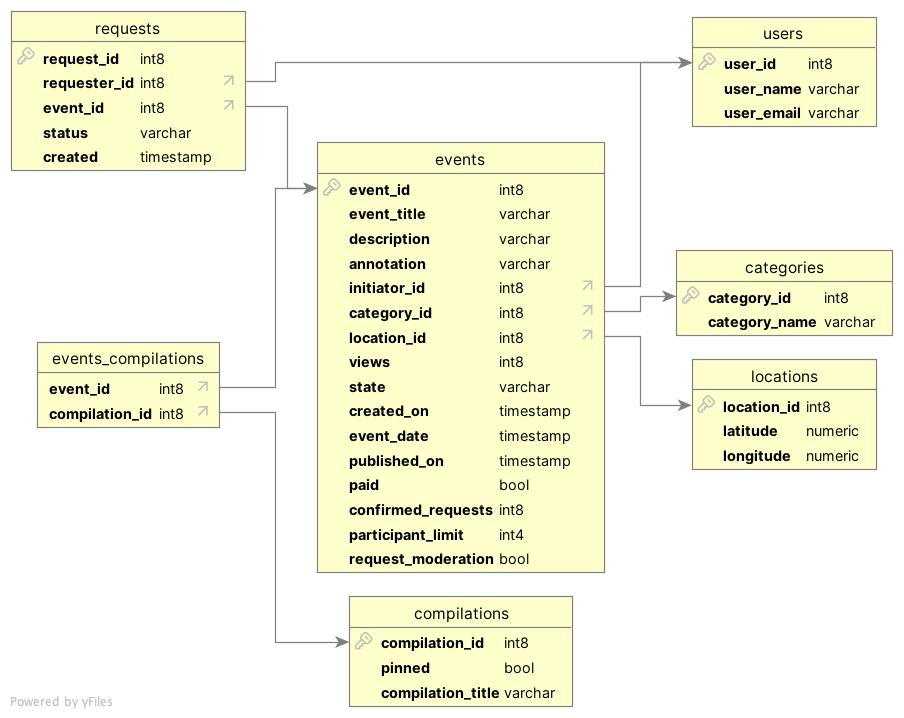 requests
request_id int8
requester_id int8
event_id int8
status varchar
created timestamp
users
user_id int8
user_name varchar
user_email varchar
events
event_id int8
event_title varchar
description varchar
annotation varchar
initiator_id int8
category_id int8
location_id int8
views int8
state varchar
created_on timestamp
event_date timestamp
published_on timestamp
paid bool
confirmed_requests int8
participant_limit int4
request_moderation bool
categories
category_id int8
category_name varchar
events_compilations
event_id int8
compilation_id int8
locations
location_id int8
latitude numeric
longitude numeric
compilations
compilation_id int8
pinned bool
compilation_title varchar
Powered by yFiles